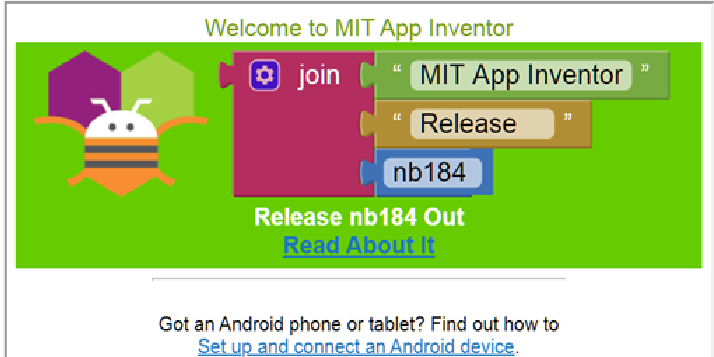 Welcome to MIT App Inventor
join “ MIT App Inventor ”
“ Release ”
nb184
Release nb184 Out
Read About It
Got an Android phone or tablet? Find out how to
Set up and connect an Android device.